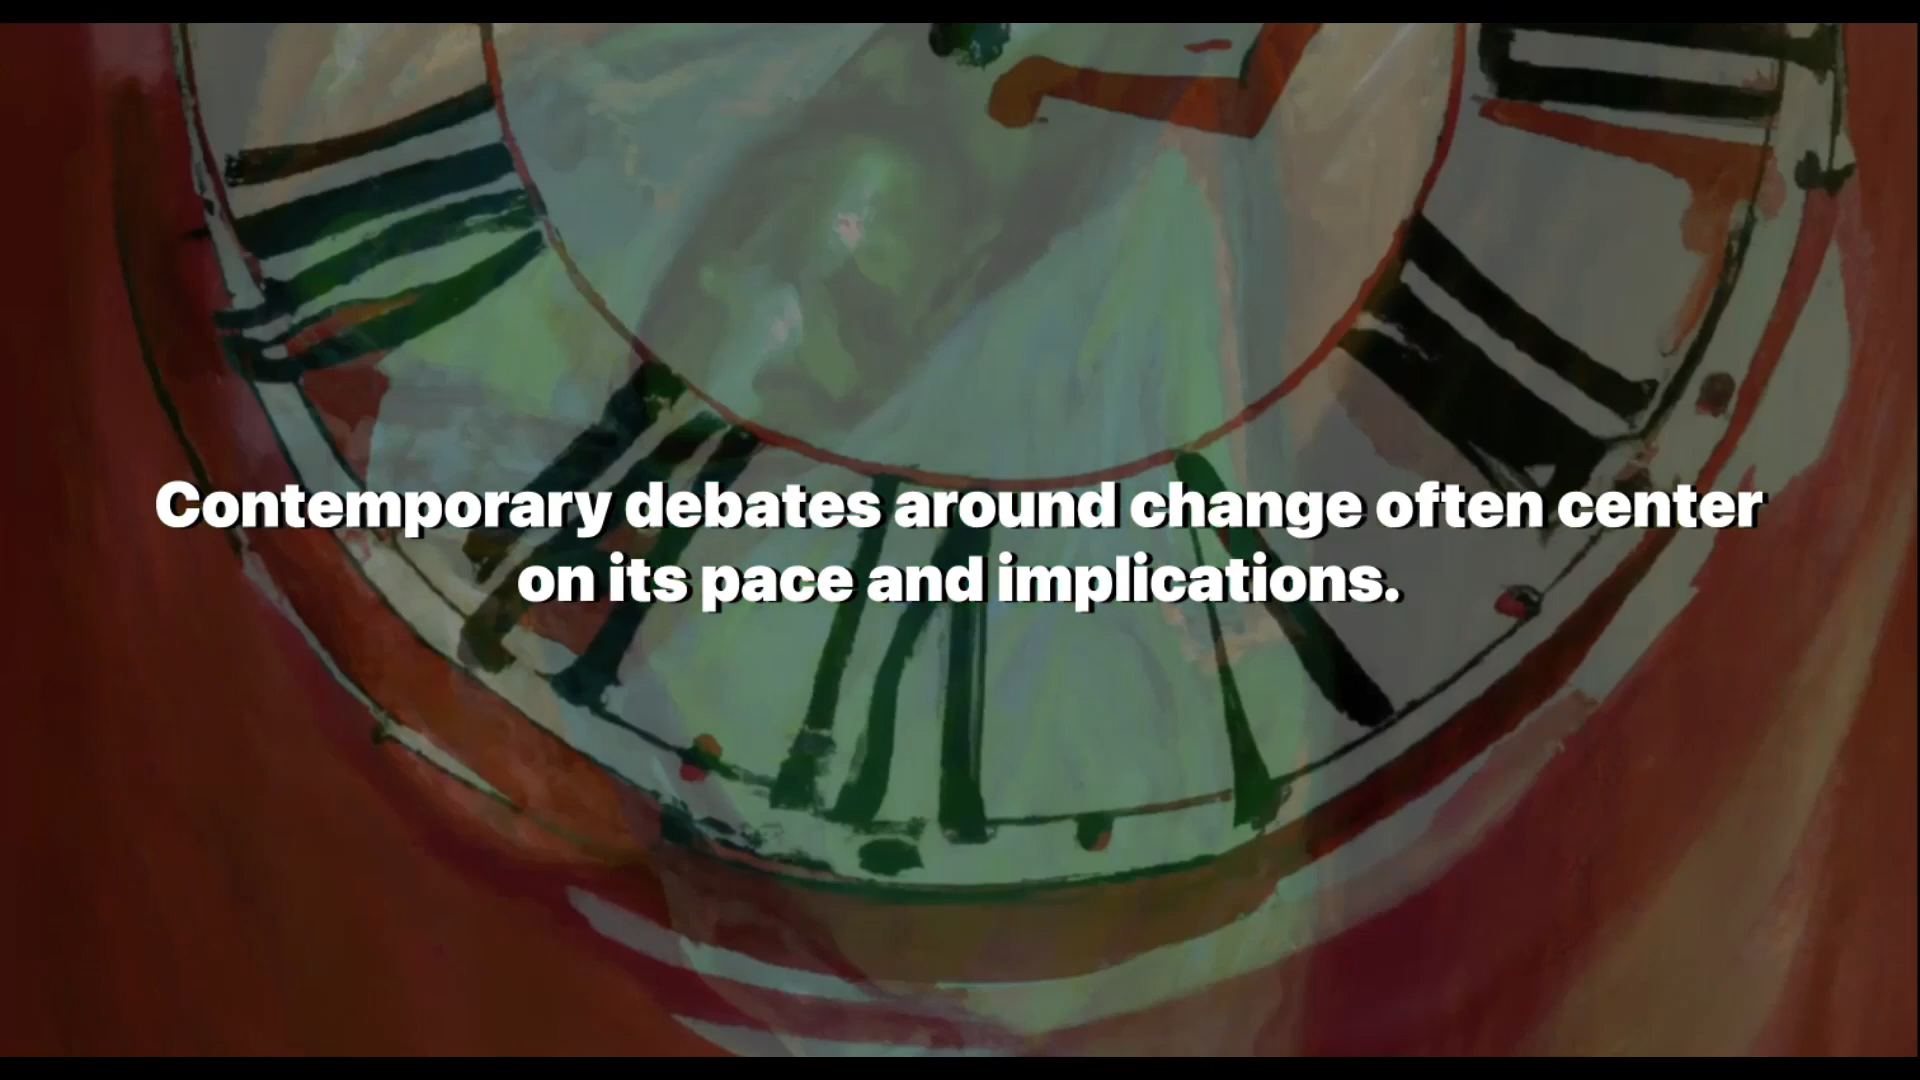 Contemporary debates around change often center
on its pace and implications.